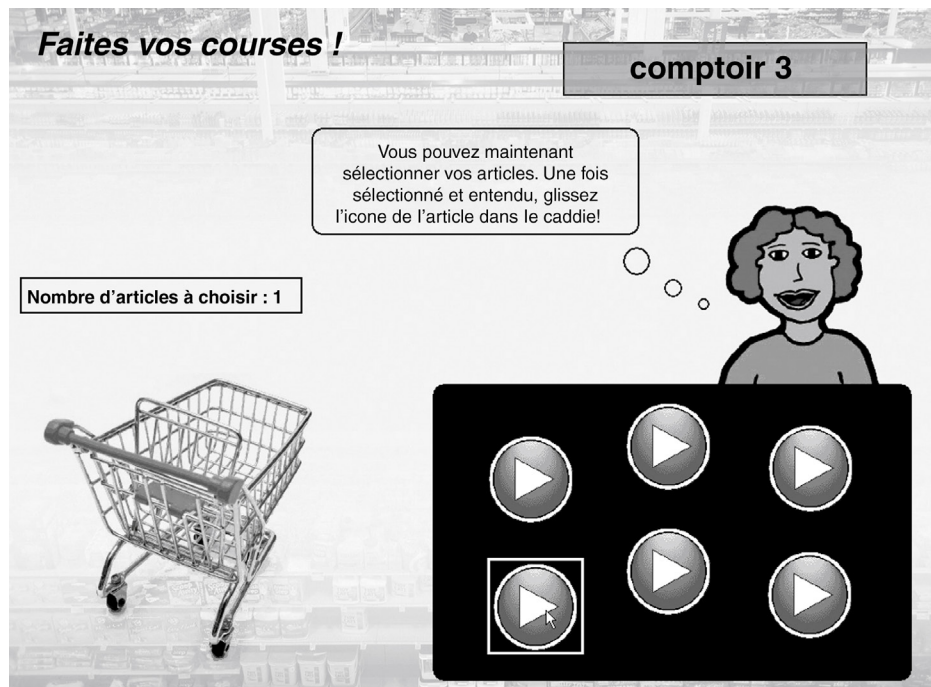 Faites vos courses !
comptoir 3
Vous pouvez maintenant
sélectionner vos articles. Une fois
sélectionné et entendu, glissez
l'icone de l'article dans le caddie!
Nombre d'articles à choisir : 1